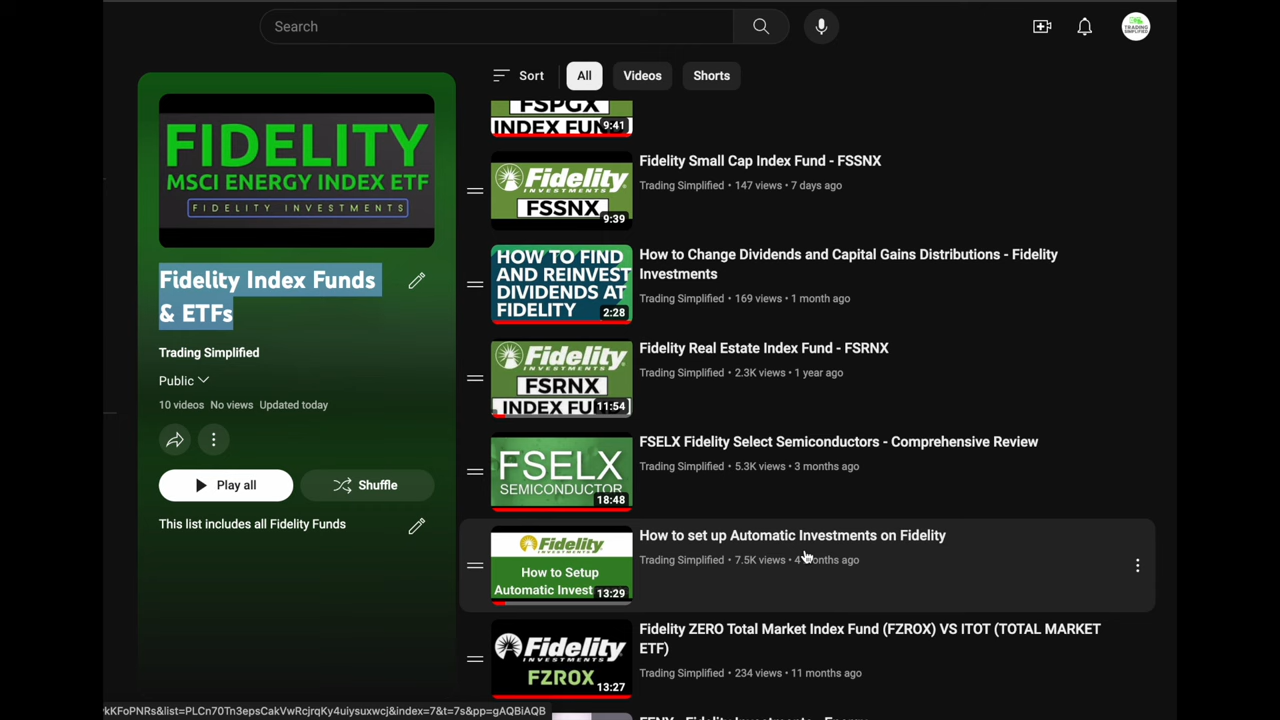 Search
TRADING
SIMPLIFIED
FIDELITY
MSCI ENERGY INDEX ETF
FIDELITY INVESTMENTS
Fidelity Index Funds
& ETFs
Trading Simplified
Public
10 videos No views Updated today
Play all
Shuffle
This list includes all Fidelity Funds
Sort
All
Videos
Shorts
FSPGX
INDEX FUN
9:41
Fidelity
INVESTMENTS
FSSNX
9:39
Fidelity Small Cap Index Fund - FSSNX
Trading Simplified • 147 views • 7 days ago
HOW TO FIND
AND REINVEST
DIVIDENDS AT
FIDELITY
2:28
How to Change Dividends and Capital Gains Distributions - Fidelity
Investments
Trading Simplified • 169 views • 1 month ago
Fidelity
INVESTMENTS
FSRNX
INDEX FU
11:54
Fidelity Real Estate Index Fund - FSRNX
Trading Simplified • 2.3K views • 1 year ago
FSELX
SEMICONDUCTOR
18:48
FSELX Fidelity Select Semiconductors - Comprehensive Review
Trading Simplified • 5.3K views • 3 months ago
Fidelity
INVESTMENTS
How to Setup
Automatic Invest
13:29
How to set up Automatic Investments on Fidelity
Trading Simplified • 7.5K views • 4 months ago
Fidelity
INVESTMENTS
FZROX
13:27
Fidelity ZERO Total Market Index Fund (FZROX) VS ITOT (TOTAL MARKET
ETF)
Trading Simplified • 234 views • 11 months ago
kKFoPNRs&list=PLCn70Tn3epsCakVwRcjrqKy4uiysuxwcj&index=7&t=7s&pp=gAQBiAQB